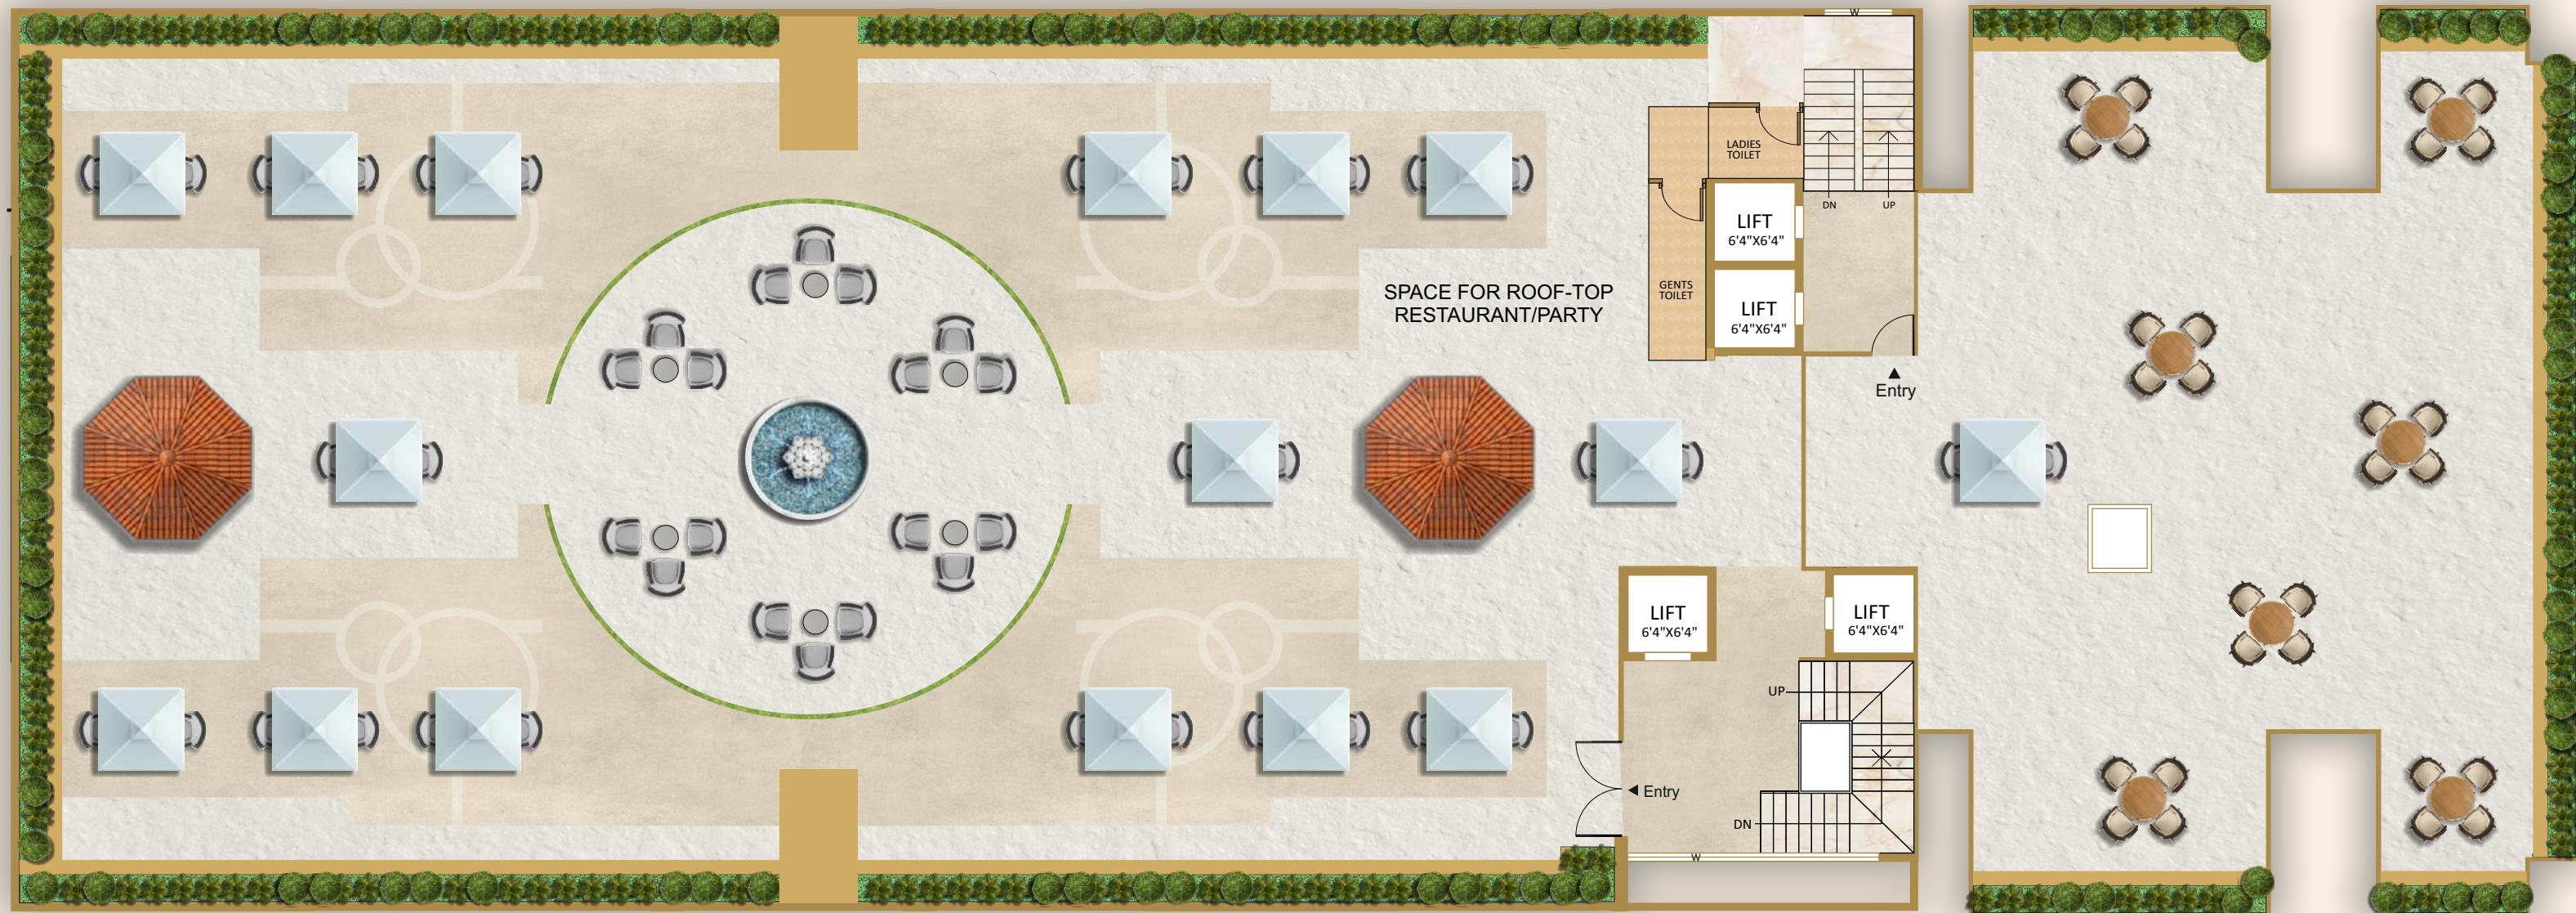 W
LADIES
TOILET
DN
UP
LIFT
6'4"X6'4"
GENTS
TOILET
SPACE FOR ROOF-TOP
RESTAURANT/PARTY
LIFT
6'4"X6'4"
Entry
LIFT
6'4"X6'4"
LIFT
6'4"X6'4"
UP
Entry
DN
W